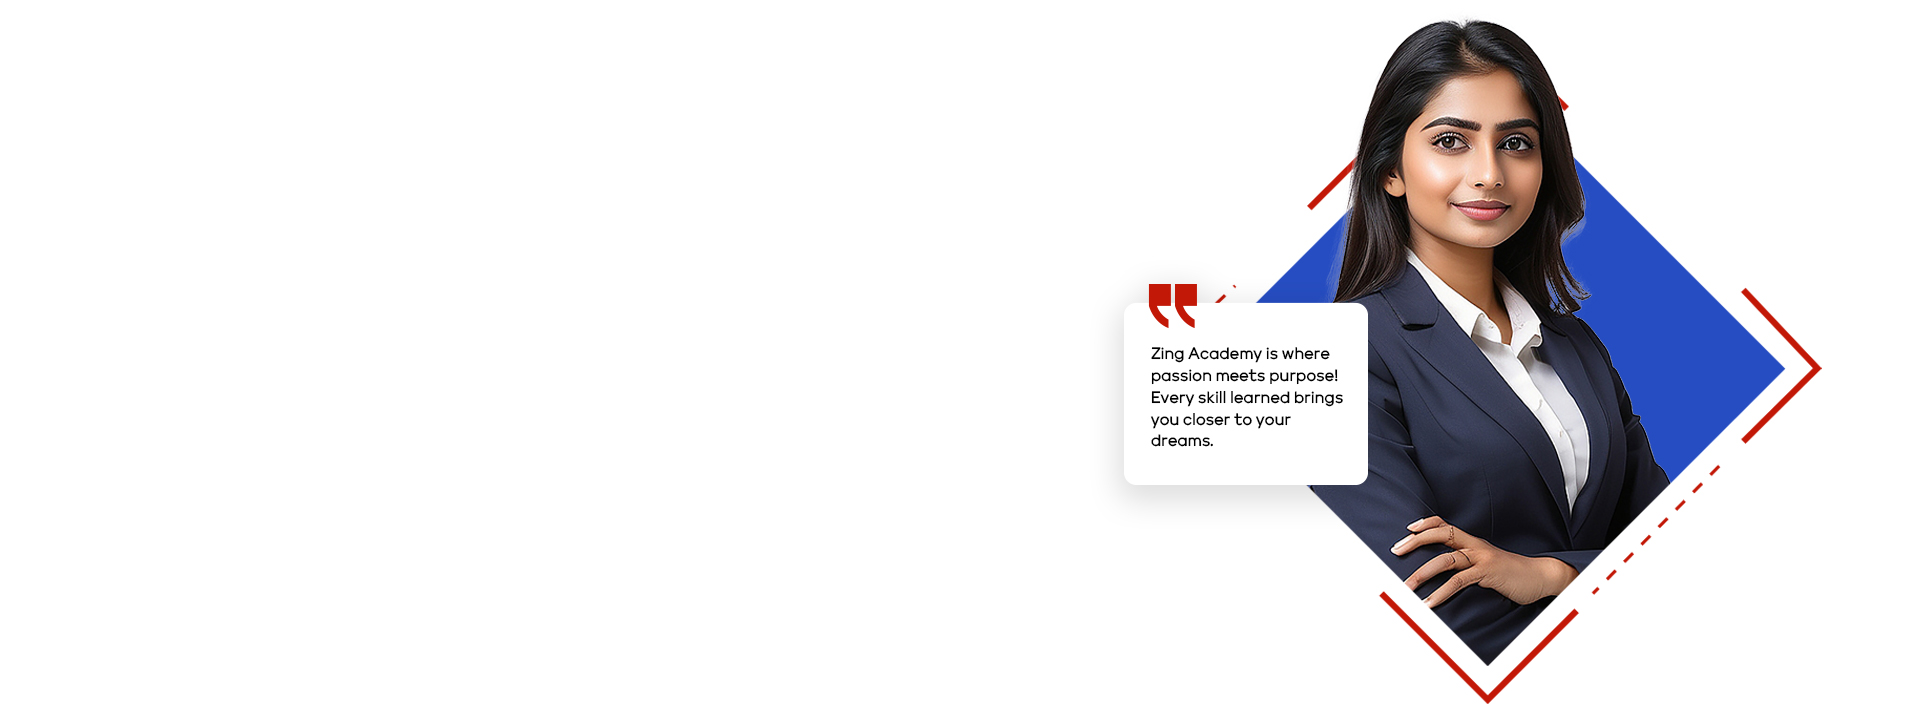 Zing Academy is where
passion meets purpose!
Every skill learned brings
you closer to your
dreams.